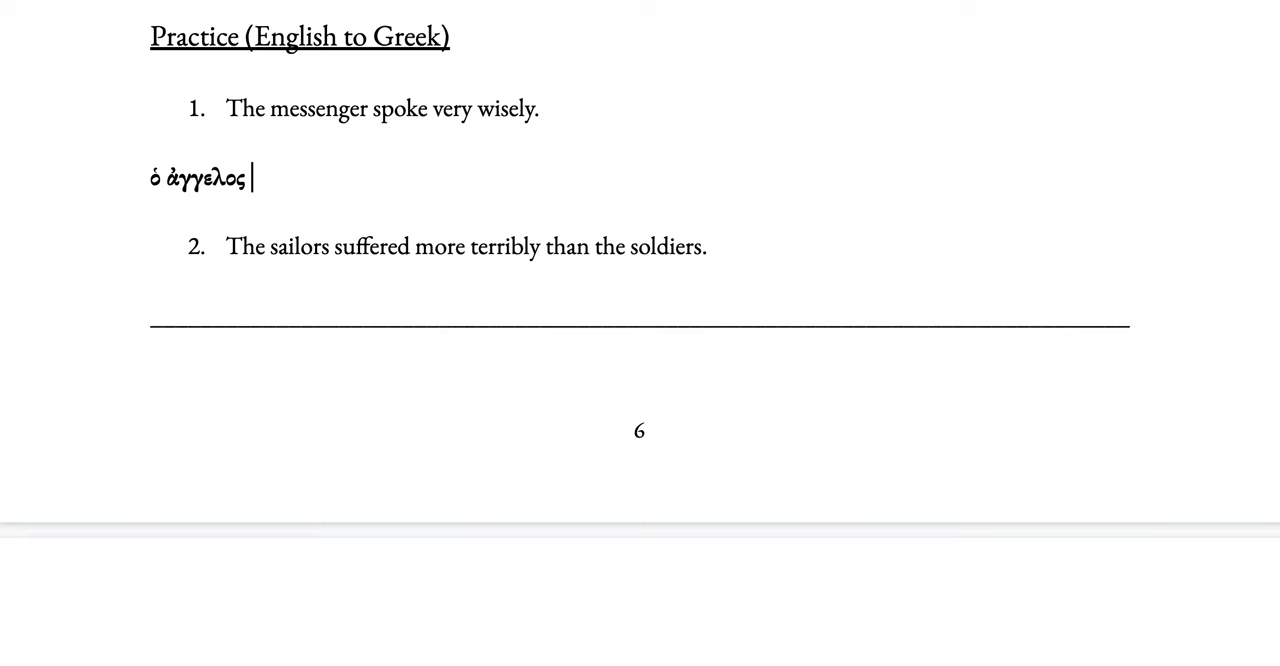 Practice (English to Greek)
1. The messenger spoke very wisely.
ὁ ἀγγελος
2. The sailors suffered more terribly than the soldiers.
6